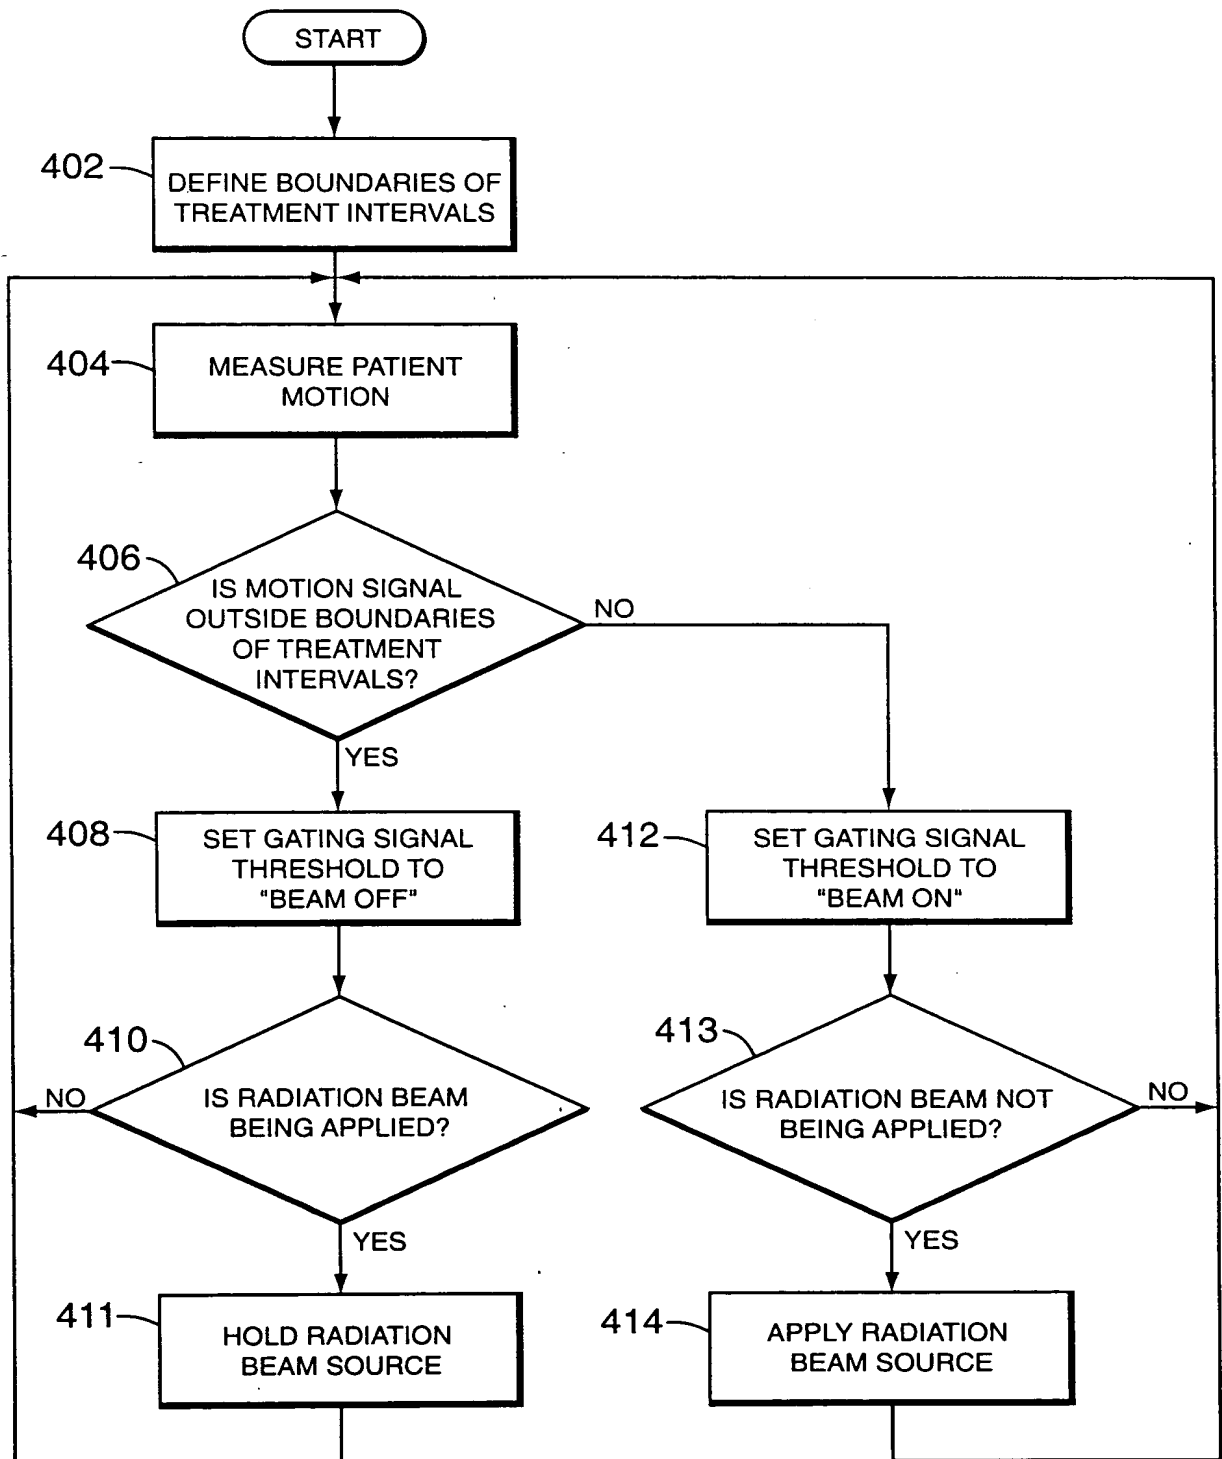 START
402
DEFINE BOUNDARIES OF
TREATMENT INTERVALS
404
MEASURE PATIENT
MOTION
406
IS MOTION SIGNAL
OUTSIDE BOUNDARIES
OF TREATMENT
INTERVALS?
NO
YES
408
SET GATING SIGNAL
THRESHOLD TO
"BEAM OFF"
412
SET GATING SIGNAL
THRESHOLD TO
"BEAM ON"
410
IS RADIATION BEAM
BEING APPLIED?
NO
YES
413
IS RADIATION BEAM NOT
BEING APPLIED?
NO
YES
411
HOLD RADIATION
BEAM SOURCE
414
APPLY RADIATION
BEAM SOURCE